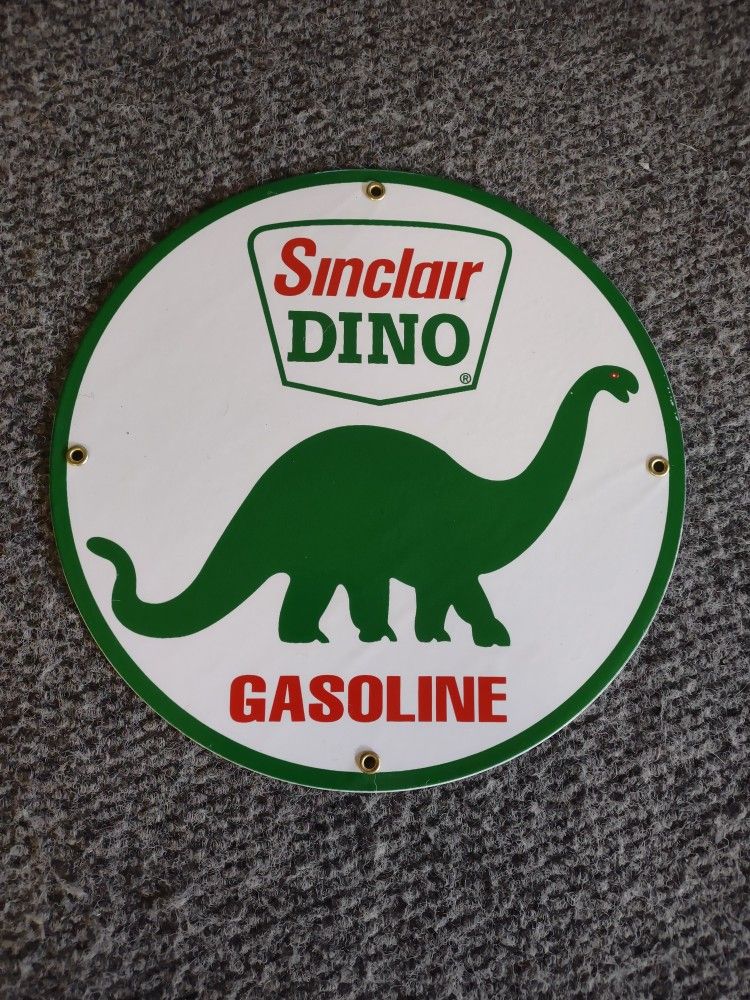 Sinclair
DINO
®
GASOLINE